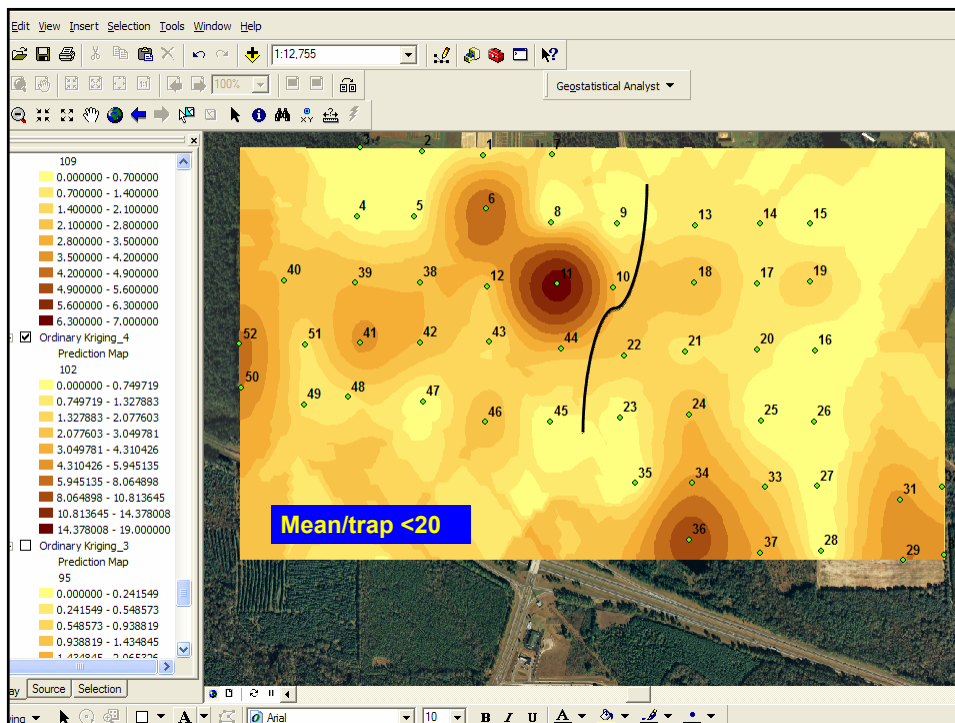 Edit View Insert Selection Tools Window Help
1:12,755
100%
Geostatistical Analyst
109
0.000000 - 0.700000
0.700000 - 1.400000
1.400000 - 2.100000
2.100000 - 2.800000
2.800000 - 3.500000
3.500000 - 4.200000
4.200000 - 4.900000
4.900000 - 5.600000
5.600000 - 6.300000
6.300000 - 7.000000
Ordinary Kriging_4
Prediction Map
102
0.000000 - 0.749719
0.749719 - 1.327883
1.327883 - 2.077603
2.077603 - 3.049781
3.049781 - 4.310426
4.310426 - 5.945135
5.945135 - 8.064898
8.064898 - 10.813645
10.813645 - 14.378008
14.378008 - 19.000000
Ordinary Kriging_3
Prediction Map
95
0.000000 - 0.241549
0.241549 - 0.548573
0.548573 - 0.938819
0.938819 - 1.434845
1.434845 - 2.065326
3 2 1 7
4 5 6 8 9 13 14 15
40 39 38 12 11 10 18 17 19
52 51 41 42 43 44 22 21 20 16
50 49 48 47 46 45 23 24 25 26
35 34 33 27 31
36 37 28 29
Mean/trap <20
Source Selection
Arial 10 B I U A